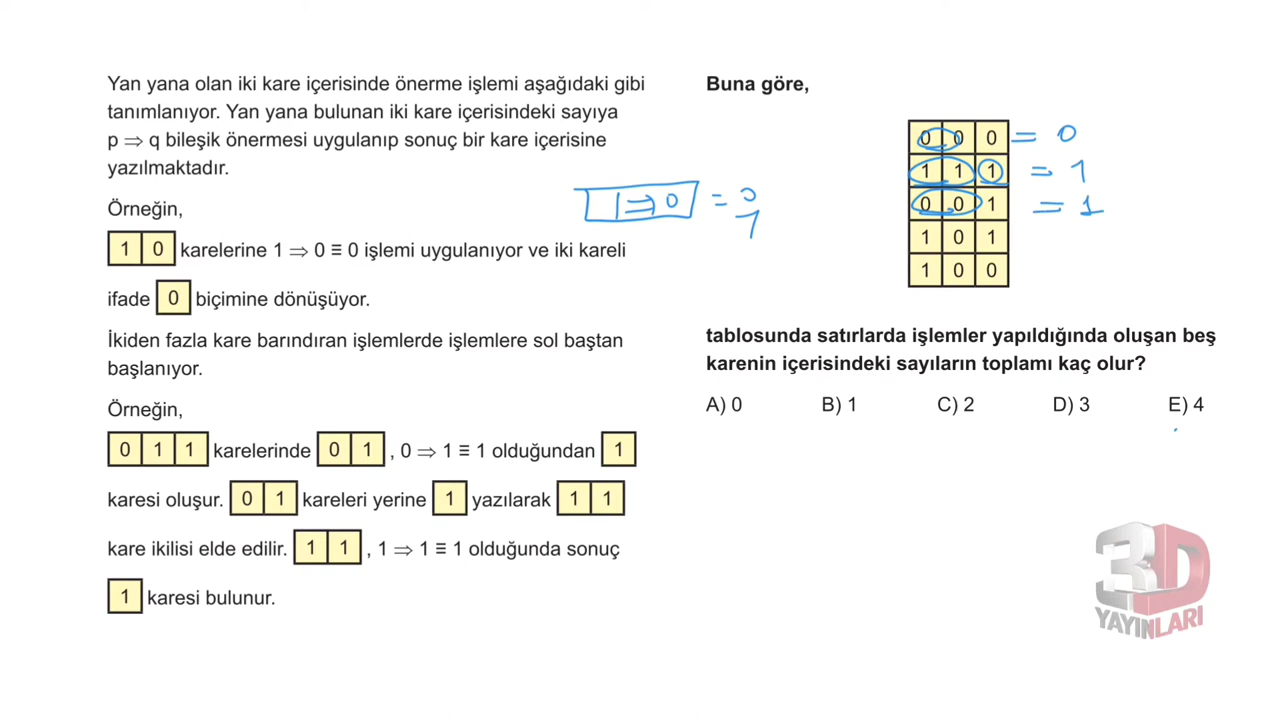 Yan yana olan iki kare içerisinde önerme işlemi aşağıdaki gibi
tanımlanıyor. Yan yana bulunan iki kare içerisindeki sayıya
p ⇒ q bileşik önermesi uygulanıp sonuç bir kare içerisine
yazılmaktadır.
Örneğin,
1 0 karelerine 1 ⇒ 0 ≡ 0 işlemi uygulanıyor ve iki kareli
ifade 0 biçimine dönüşüyor.
İkiden fazla kare barındıran işlemlerde işlemlere sol baştan
başlanıyor.
Örneğin,
0 1 1 karelerinde 0 1 , 0 ⇒ 1 ≡ 1 olduğundan 1
karesi oluşur. 0 1 kareleri yerine 1 yazılarak 1 1
kare ikilisi elde edilir. 1 1 , 1 ⇒ 1 ≡ 1 olduğunda sonuç
1 karesi bulunur.
1 ⇒ 0 = 0
1
Buna göre,
0 0 0 = 0
1 1 1 = 1
0 0 1 = 1
1 0 1
1 0 0
tablosunda satırlarda işlemler yapıldığında oluşan beş
karenin içerisindeki sayıların toplamı kaç olur?
A) 0 B) 1 C) 2 D) 3 E) 4
3D
YAYINLARI